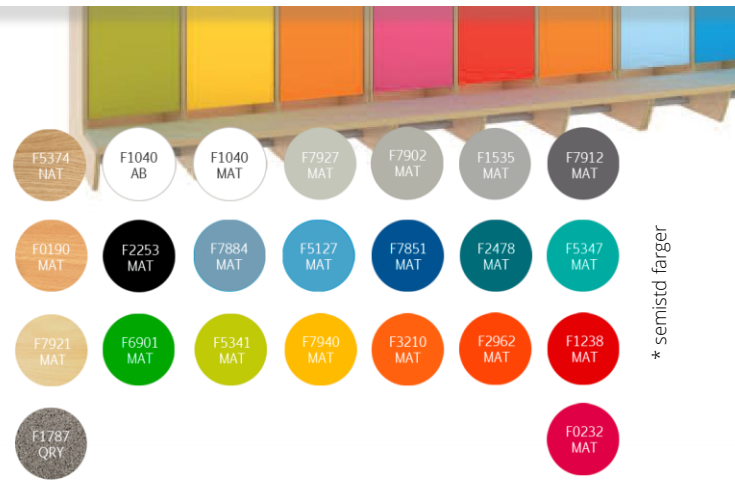 F5374
NAT
F1040
AB
F1040
MAT
F7927
MAT
F7902
MAT
F1535
MAT
F7912
MAT
F0190
MAT
F2253
MAT
F7884
MAT
F5127
MAT
F7851
MAT
F2478
MAT
F5347
MAT
F7921
MAT
F6901
MAT
F5341
MAT
F7940
MAT
F3210
MAT
F2962
MAT
F1238
MAT
F1787
QRY
F0232
MAT
* semistd farger